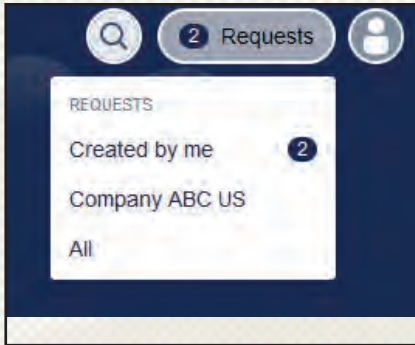 2 Requests
REQUESTS
Created by me 2
Company ABC US
All